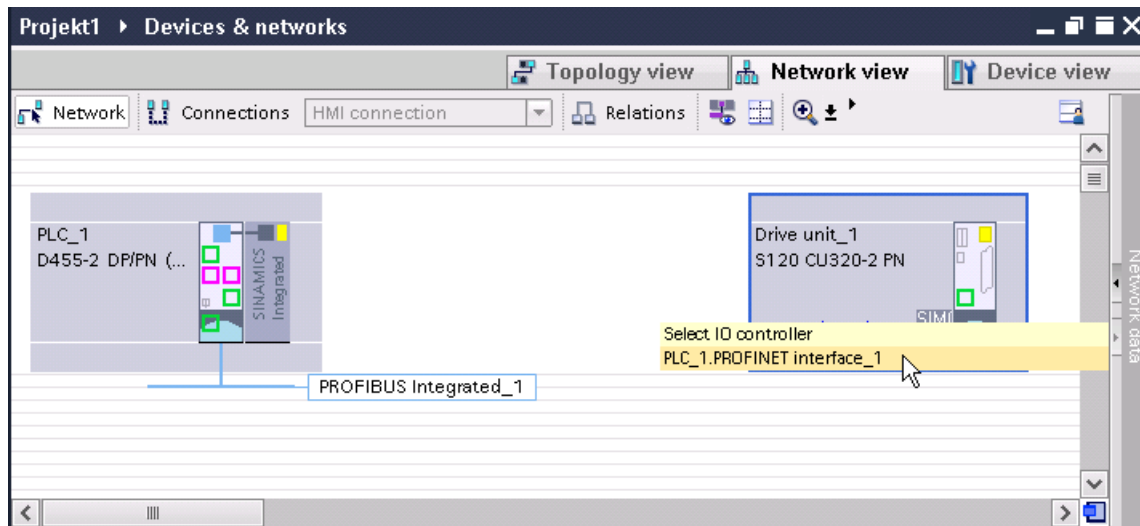 Projekt1 ‣ Devices & networks
Topology view
Network view
Device view
Network
Connections
HMI connection
Relations
PLC_1
D455-2 DP/PN (...
SINAMICS
Integrated
Drive unit_1
S120 CU320-2 PN
Select IO controller
PLC_1.PROFINET interface_1
PROFIBUS Integrated_1
Network data